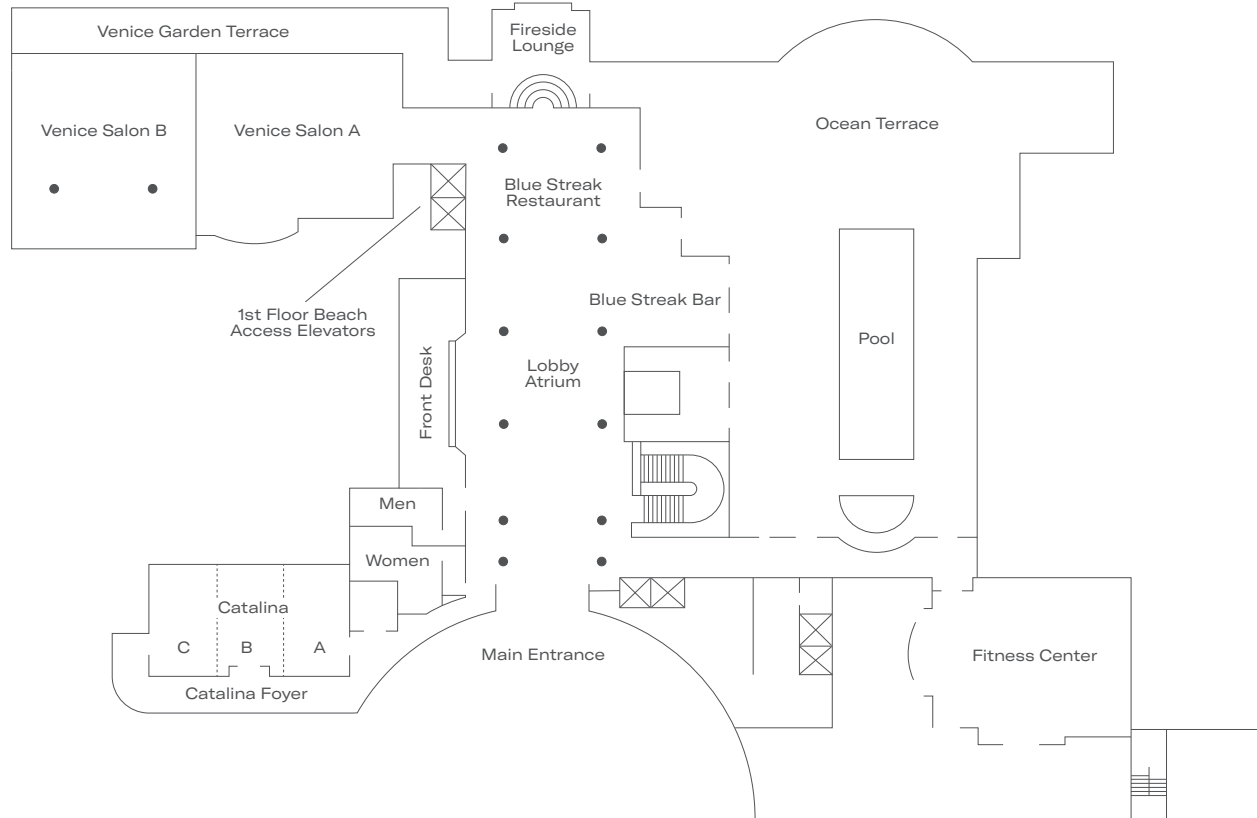 Venice Garden Terrace
Fireside
Lounge
Venice Salon B
Venice Salon A
Ocean Terrace
Blue Streak
Restaurant
1st Floor Beach
Access Elevators
Blue Streak Bar
Pool
Lobby
Atrium
Front Desk
Men
Women
Catalina
C
B
A
Catalina Foyer
Main Entrance
Fitness Center